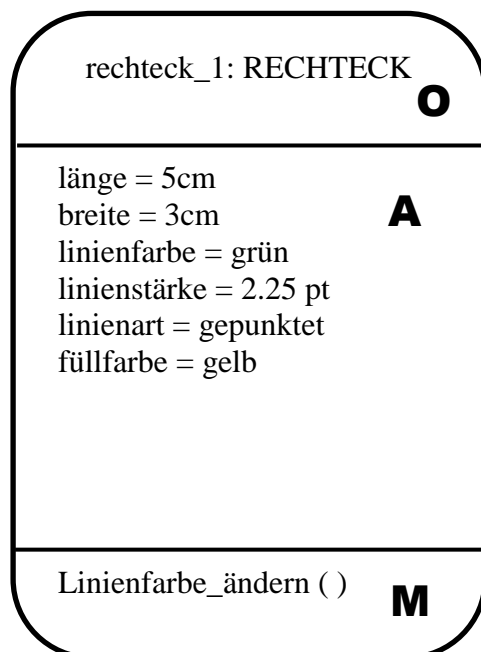 rechteck_1: RECHTECK
O
länge = 5cm
breite = 3cm
A
linienfarbe = grün
linienstärke = 2.25 pt
linienart = gepunktet
füllfarbe = gelb
Linienfarbe_ändern ( )
M